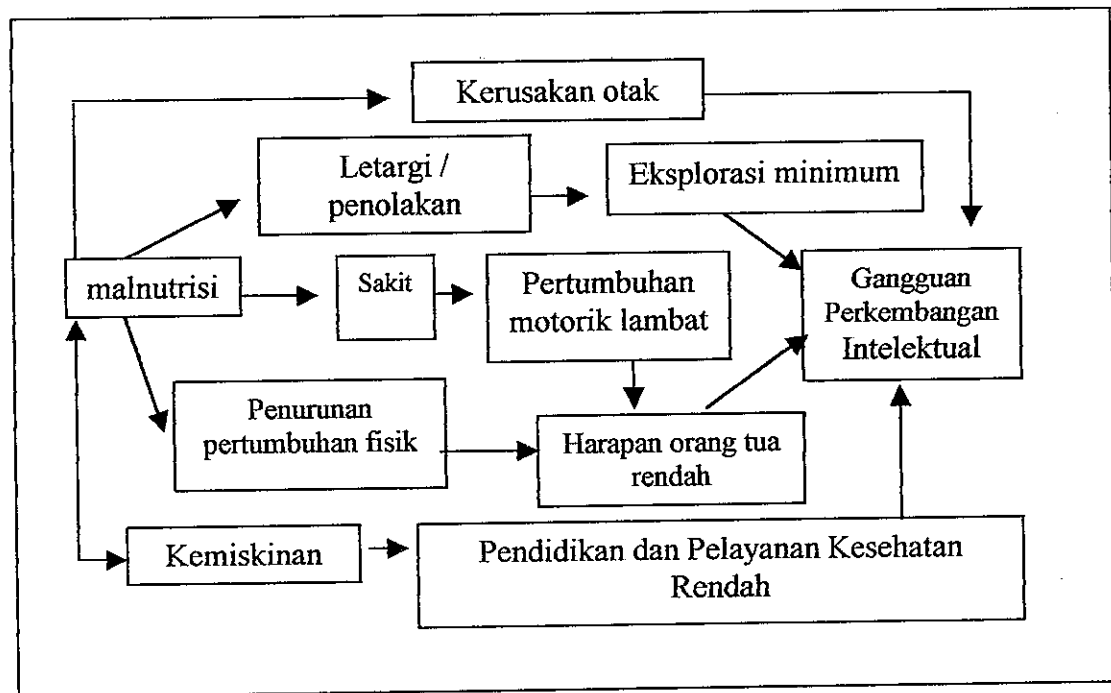 Kerusakan otak
Letargi /
penolakan
Eksplorasi minimum
malnutrisi
Sakit
Pertumbuhan
motorik lambat
Gangguan
Perkembangan
Intelektual
Penurunan
pertumbuhan fisik
Harapan orang tua
rendah
Kemiskinan
Pendidikan dan Pelayanan Kesehatan
Rendah